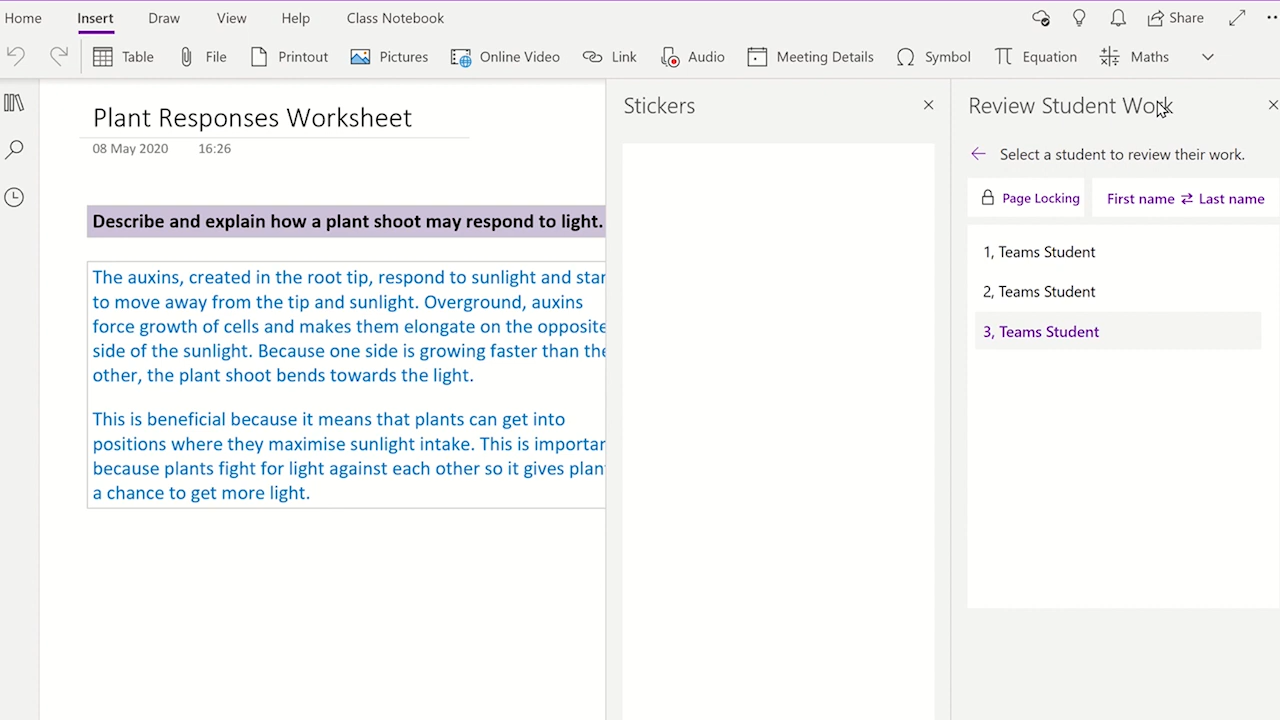 Home Insert Draw View Help Class Notebook Share
Table File Printout Pictures Online Video Link Audio Meeting Details Symbol Equation Maths
Plant Responses Worksheet
08 May 2020 16:26
Describe and explain how a plant shoot may respond to light.
The auxins, created in the root tip, respond to sunlight and star
to move away from the tip and sunlight. Overground, auxins
force growth of cells and makes them elongate on the opposite
side of the sunlight. Because one side is growing faster than the
other, the plant shoot bends towards the light.
This is beneficial because it means that plants can get into
positions where they maximise sunlight intake. This is importan
because plants fight for light against each other so it gives plan
a chance to get more light.
Stickers
Review Student Work
Select a student to review their work.
Page Locking First name ⇄ Last name
1, Teams Student
2, Teams Student
3, Teams Student